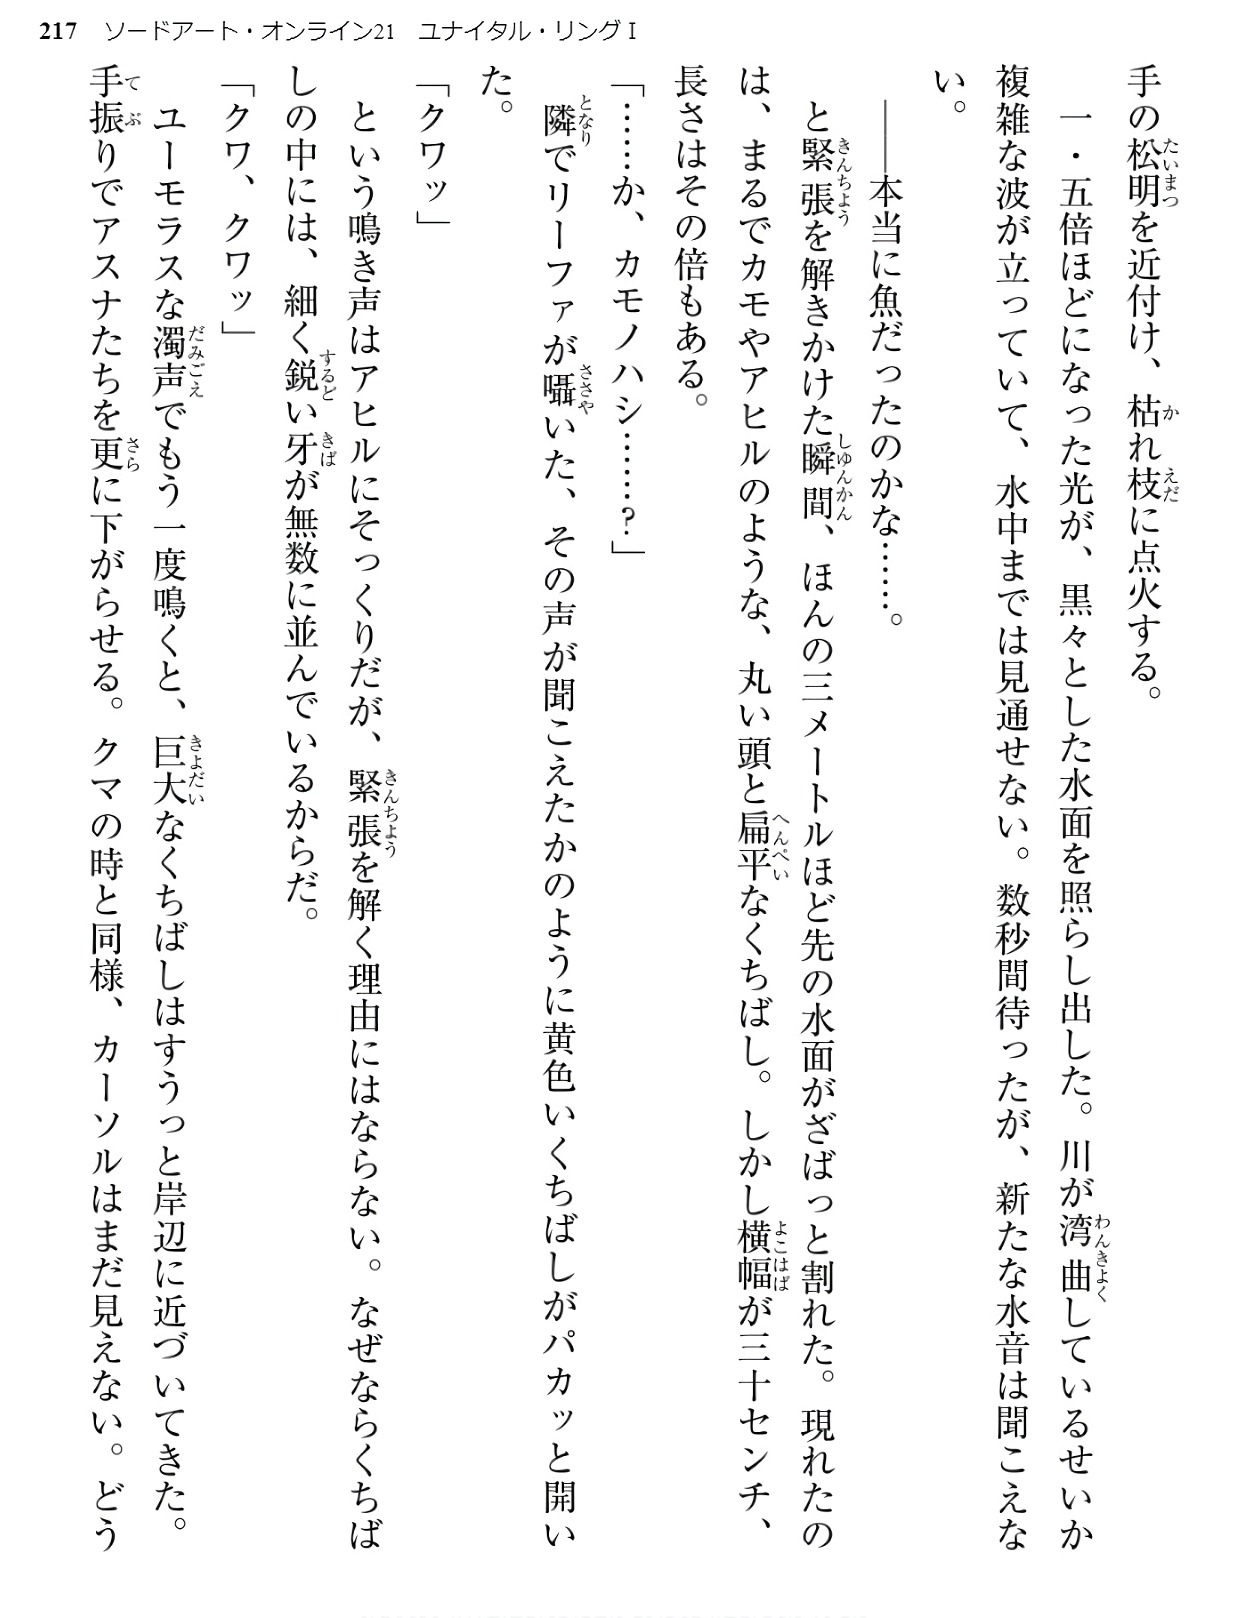 217 ソードアート・オンライン21 ユナイタル・リングⅠ
手の松明を近付け、枯れ枝に点火する。
　一・五倍ほどになった光が、黒々とした水面を照らし出した。川が湾曲しているせいか
複雑な波が立っていて、水中までは見通せない。数秒間待ったが、新たな水音は聞こえな
い。
　――本当に魚だったのかな……。
　と緊張を解きかけた瞬間、ほんの三メートルほど先の水面がざばっと割れた。現れたの
は、まるでカモやアヒルのような、丸い頭と扁平なくちばし。しかし横幅が三十センチ、
長さはその倍もある。
「……か、カモノハシ……？」
　隣でリーファが囁いた、その声が聞こえたかのように黄色いくちばしがパカッと開い
た。
「クワッ」
　という鳴き声はアヒルにそっくりだが、緊張を解く理由にはならない。なぜならくちば
しの中には、細く鋭い牙が無数に並んでいるからだ。
「クワ、クワッ」
　ユーモラスな濁声でもう一度鳴くと、巨大なくちばしはすうっと岸辺に近づいてきた。
手振りでアスナたちを更に下がらせる。クマの時と同様、カーソルはまだ見えない。どう